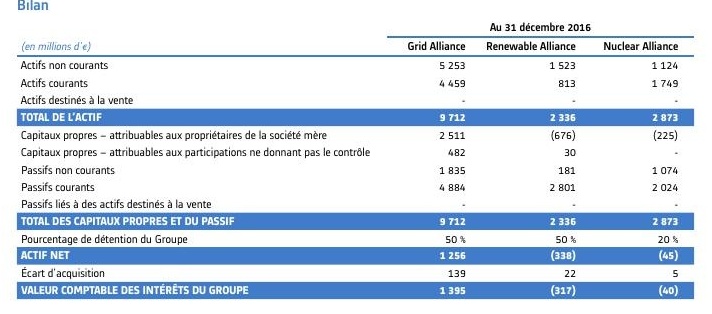 Bilan
Au 31 décembre 2016
(en millions d'€) Grid Alliance Renewable Alliance Nuclear Alliance
Actifs non courants 5 253 1 523 1 124
Actifs courants 4 459 813 1 749
Actifs destinés à la vente - - -
TOTAL DE L'ACTIF 9 712 2 336 2 873
Capitaux propres – attribuables aux propriétaires de la société mère 2 511 (676) (225)
Capitaux propres – attribuables aux participations ne donnant pas le contrôle 482 30 -
Passifs non courants 1 835 181 1 074
Passifs courants 4 884 2 801 2 024
Passifs liés à des actifs destinés à la vente - - -
TOTAL DES CAPITAUX PROPRES ET DU PASSIF 9 712 2 336 2 873
Pourcentage de détention du Groupe 50 % 50 % 20 %
ACTIF NET 1 256 (338) (45)
Écart d'acquisition 139 22 5
VALEUR COMPTABLE DES INTÉRÊTS DU GROUPE 1 395 (317) (40)